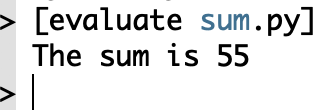 > [evaluate sum.py]
The sum is 55
>